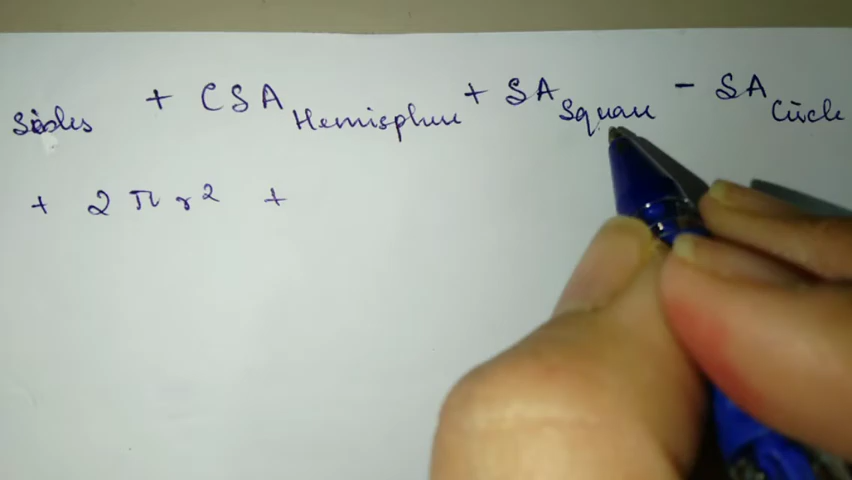 Sides + CSA Hemisphere + SA Square - SA Circle
+ 2πr² +